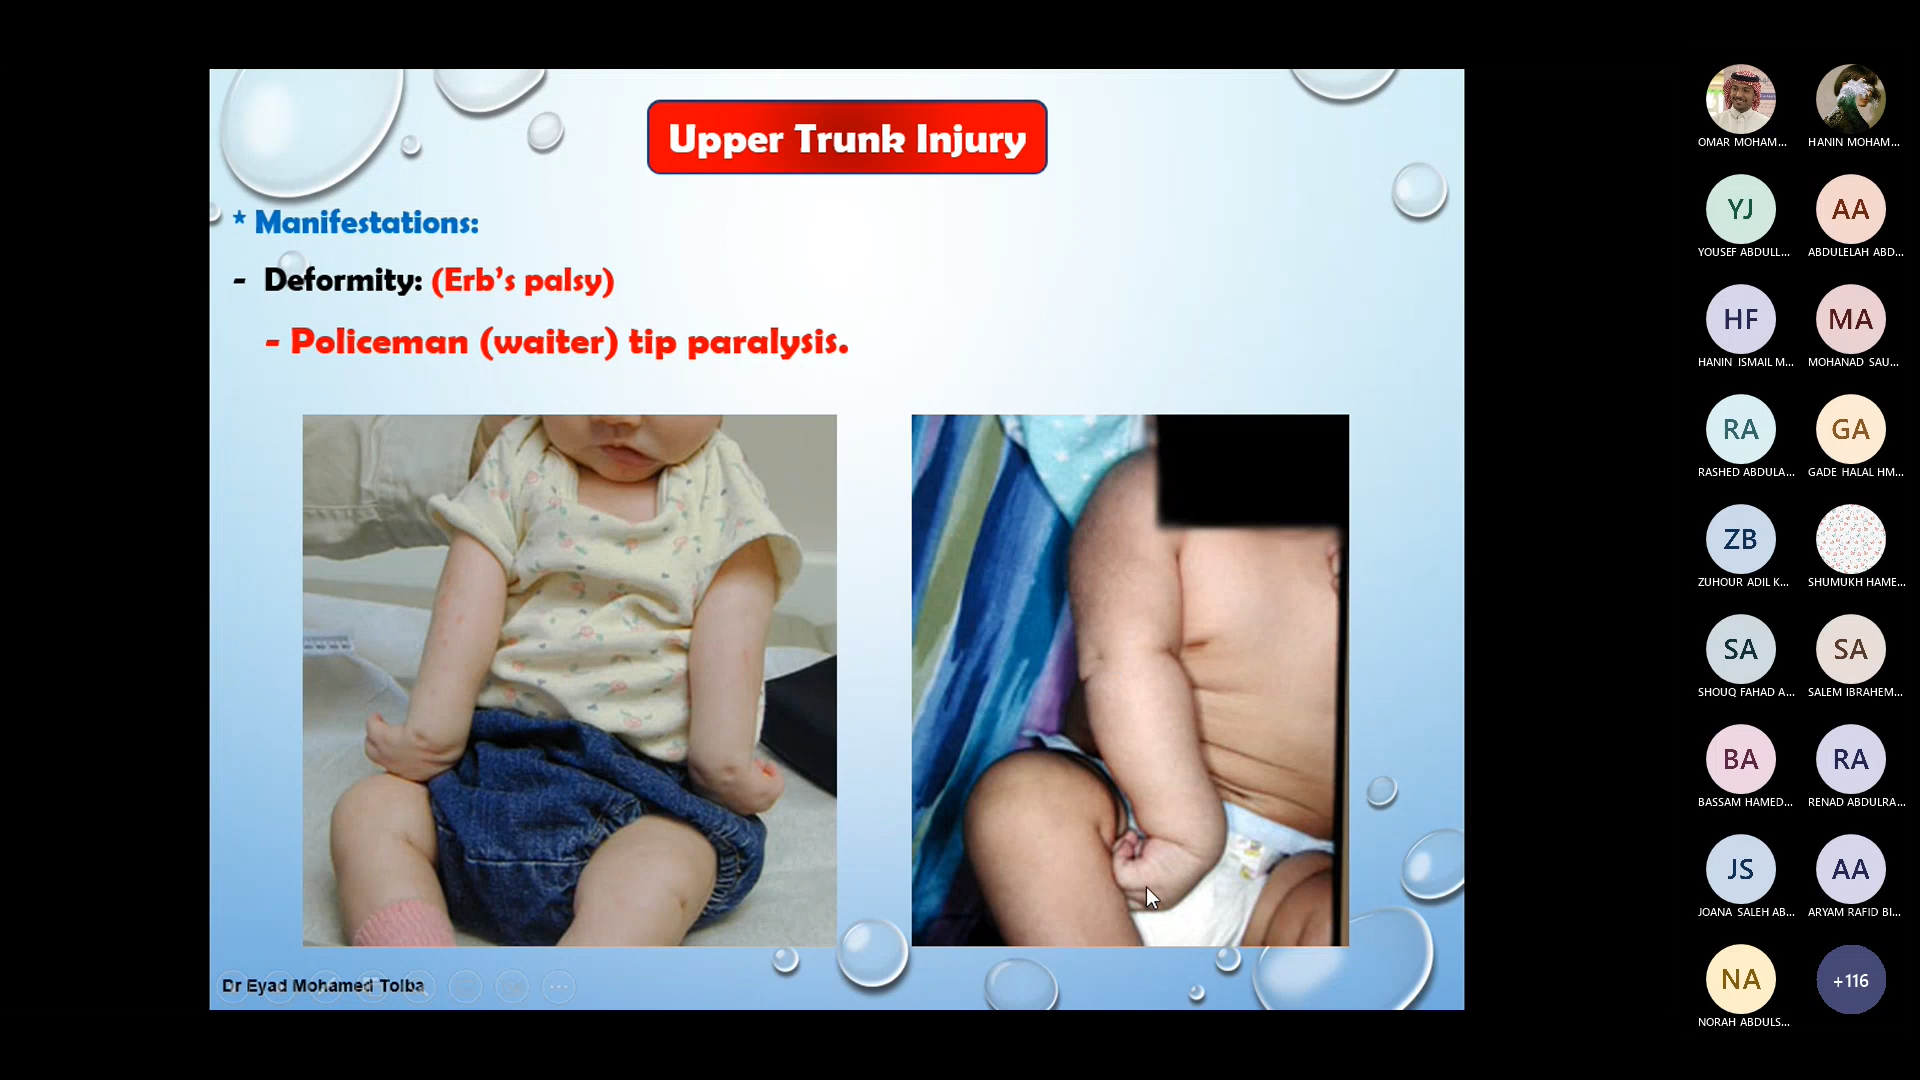 Upper Trunk Injury
* Manifestations:
- Deformity: (Erb's palsy)
- Policeman (waiter) tip paralysis.
Dr Eyad Mohamed Tolba
OMAR MOHAM...
HANIN MOHAM...
YJ
AA
YOUSEF ABDULL...
ABDULELAH ABD...
HF
MA
HANIN ISMAIL M...
MOHANAD SAU...
RA
GA
RASHED ABDULA...
GADE HALAL HM...
ZB
ZUHOUR ADIL K...
SHUMUKH HAME...
SA
SA
SHOUQ FAHAD A...
SALEM IBRAHEM...
BA
RA
BASSAM HAMED...
RENAD ABDULRA...
JS
AA
JOANA SALEH AB...
ARYAM RAFID BI...
NA
+116
NORAH ABDULS...